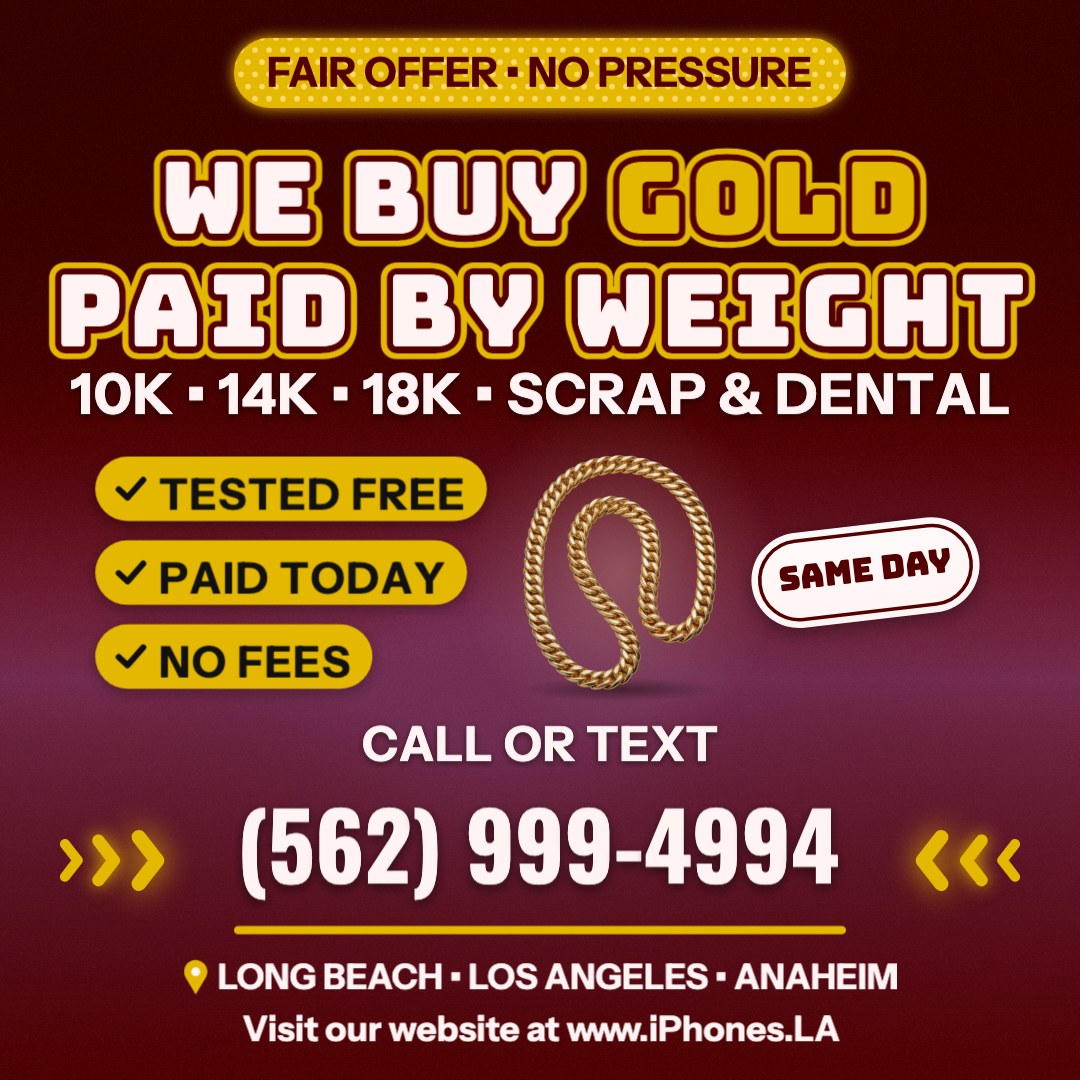 FAIR OFFER ▪ NO PRESSURE
WE BUY GOLD
PAID BY WEIGHT
10K ▪ 14K ▪ 18K ▪ SCRAP & DENTAL
✓ TESTED FREE
✓ PAID TODAY
✓ NO FEES
SAME DAY
CALL OR TEXT
(562) 999-4994
LONG BEACH ▪ LOS ANGELES ▪ ANAHEIM
Visit our website at www.iPhones.LA